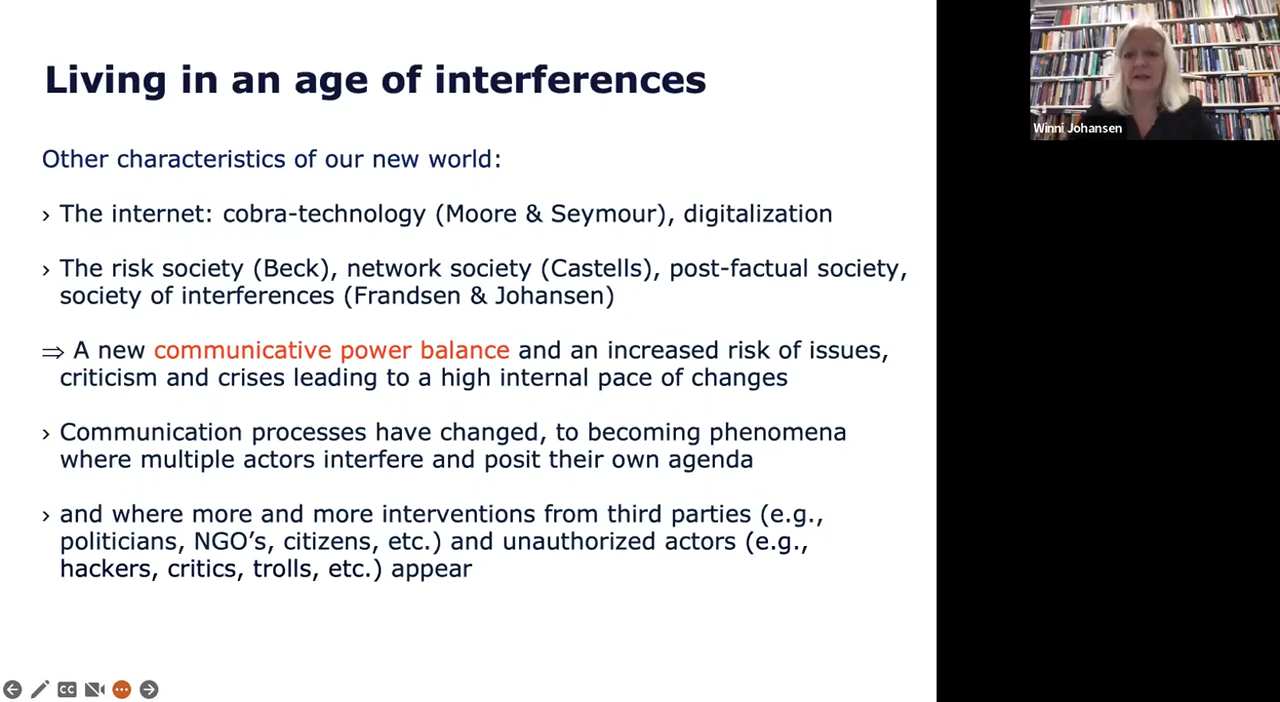 Living in an age of interferences
Other characteristics of our new world:
› The internet: cobra-technology (Moore & Seymour), digitalization
› The risk society (Beck), network society (Castells), post-factual society,
society of interferences (Frandsen & Johansen)
⇒ A new communicative power balance and an increased risk of issues,
criticism and crises leading to a high internal pace of changes
› Communication processes have changed, to becoming phenomena
where multiple actors interfere and posit their own agenda
› and where more and more interventions from third parties (e.g.,
politicians, NGO’s, citizens, etc.) and unauthorized actors (e.g.,
hackers, critics, trolls, etc.) appear
Winni Johansen
CC